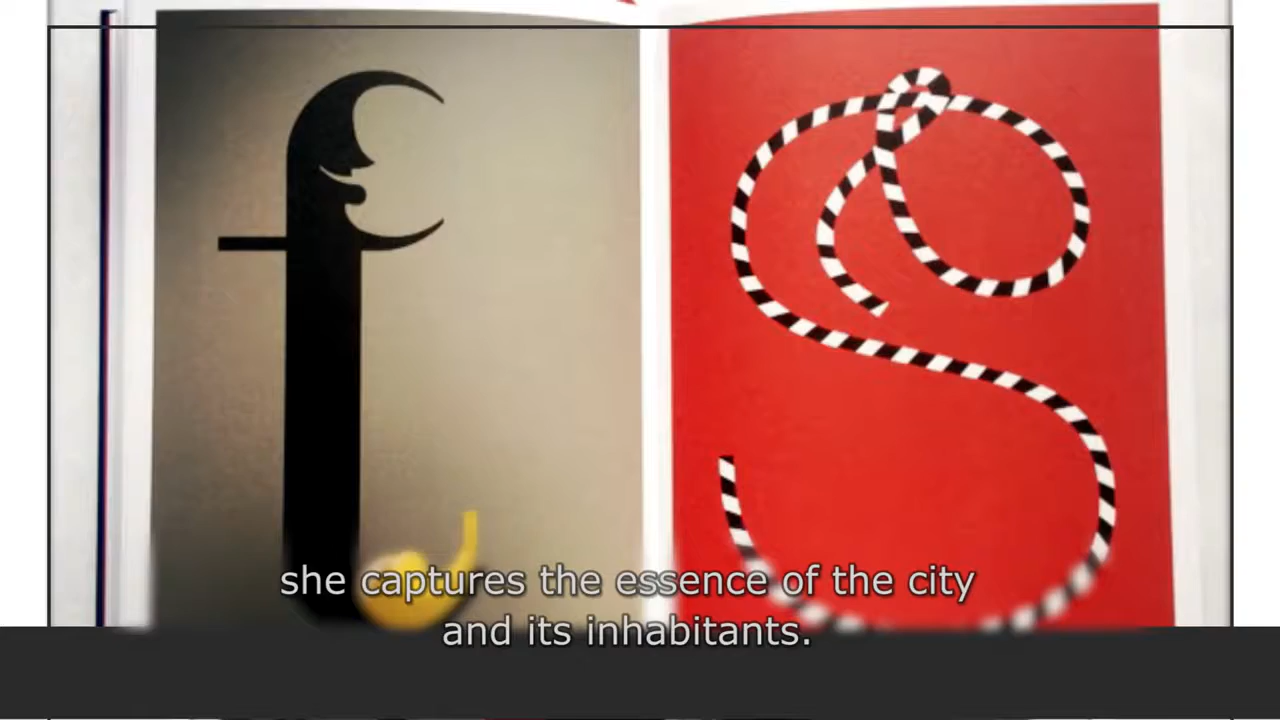 f S
she captures the essence of the city
and its inhabitants.